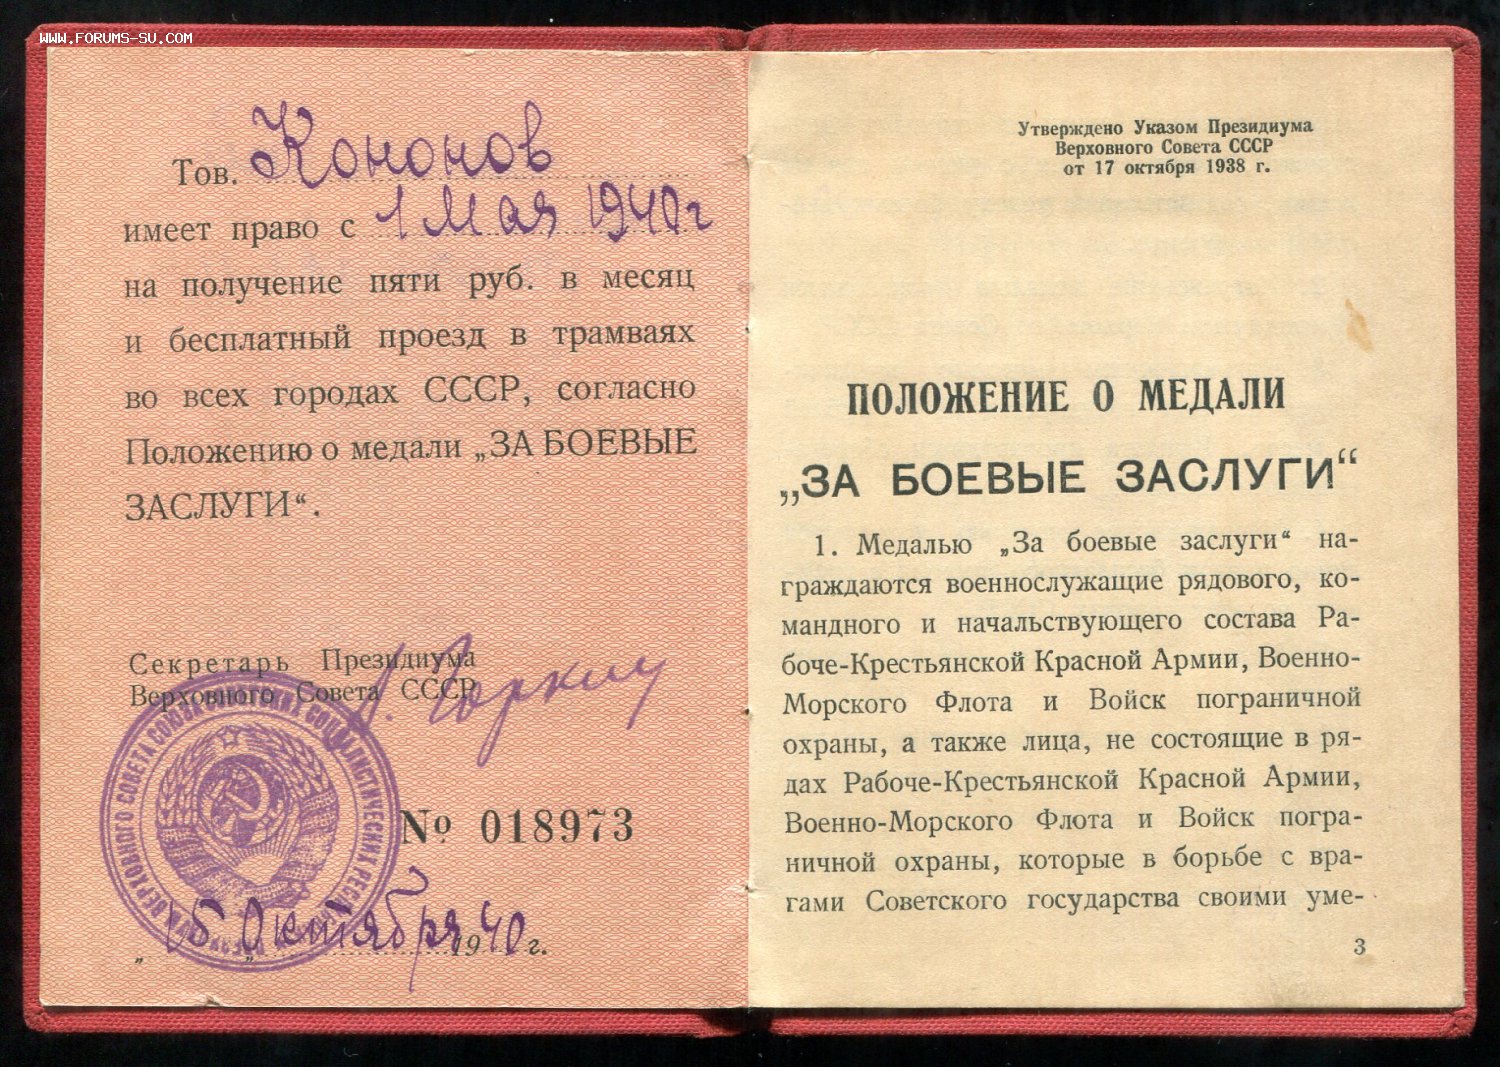 www.forums-su.com
Тов. Кононов
имеет право с 1 Мая 1940 г
на получение пяти руб. в месяц
и бесплатный проезд в трамваях
во всех городах СССР, согласно
Положению о медали „ЗА БОЕВЫЕ
ЗАСЛУГИ“.
Секретарь Президиума
Верховного Совета СССР
А. Горкин
№ 018973
„15„ Октября 1940 г.
Утверждено Указом Президиума
Верховного Совета СССР
от 17 октября 1938 г.
ПОЛОЖЕНИЕ О МЕДАЛИ
„ЗА БОЕВЫЕ ЗАСЛУГИ“
1. Медалью „За боевые заслуги“ на-
граждаются военнослужащие рядового, ко-
мандного и начальствующего состава Ра-
боче-Крестьянской Красной Армии, Военно-
Морского Флота и Войск пограничной
охраны, а также лица, не состоящие в ря-
дах Рабоче-Крестьянской Красной Армии,
Военно-Морского Флота и Войск погра-
ничной охраны, которые в борьбе с вра-
гами Советского государства своими уме-
3